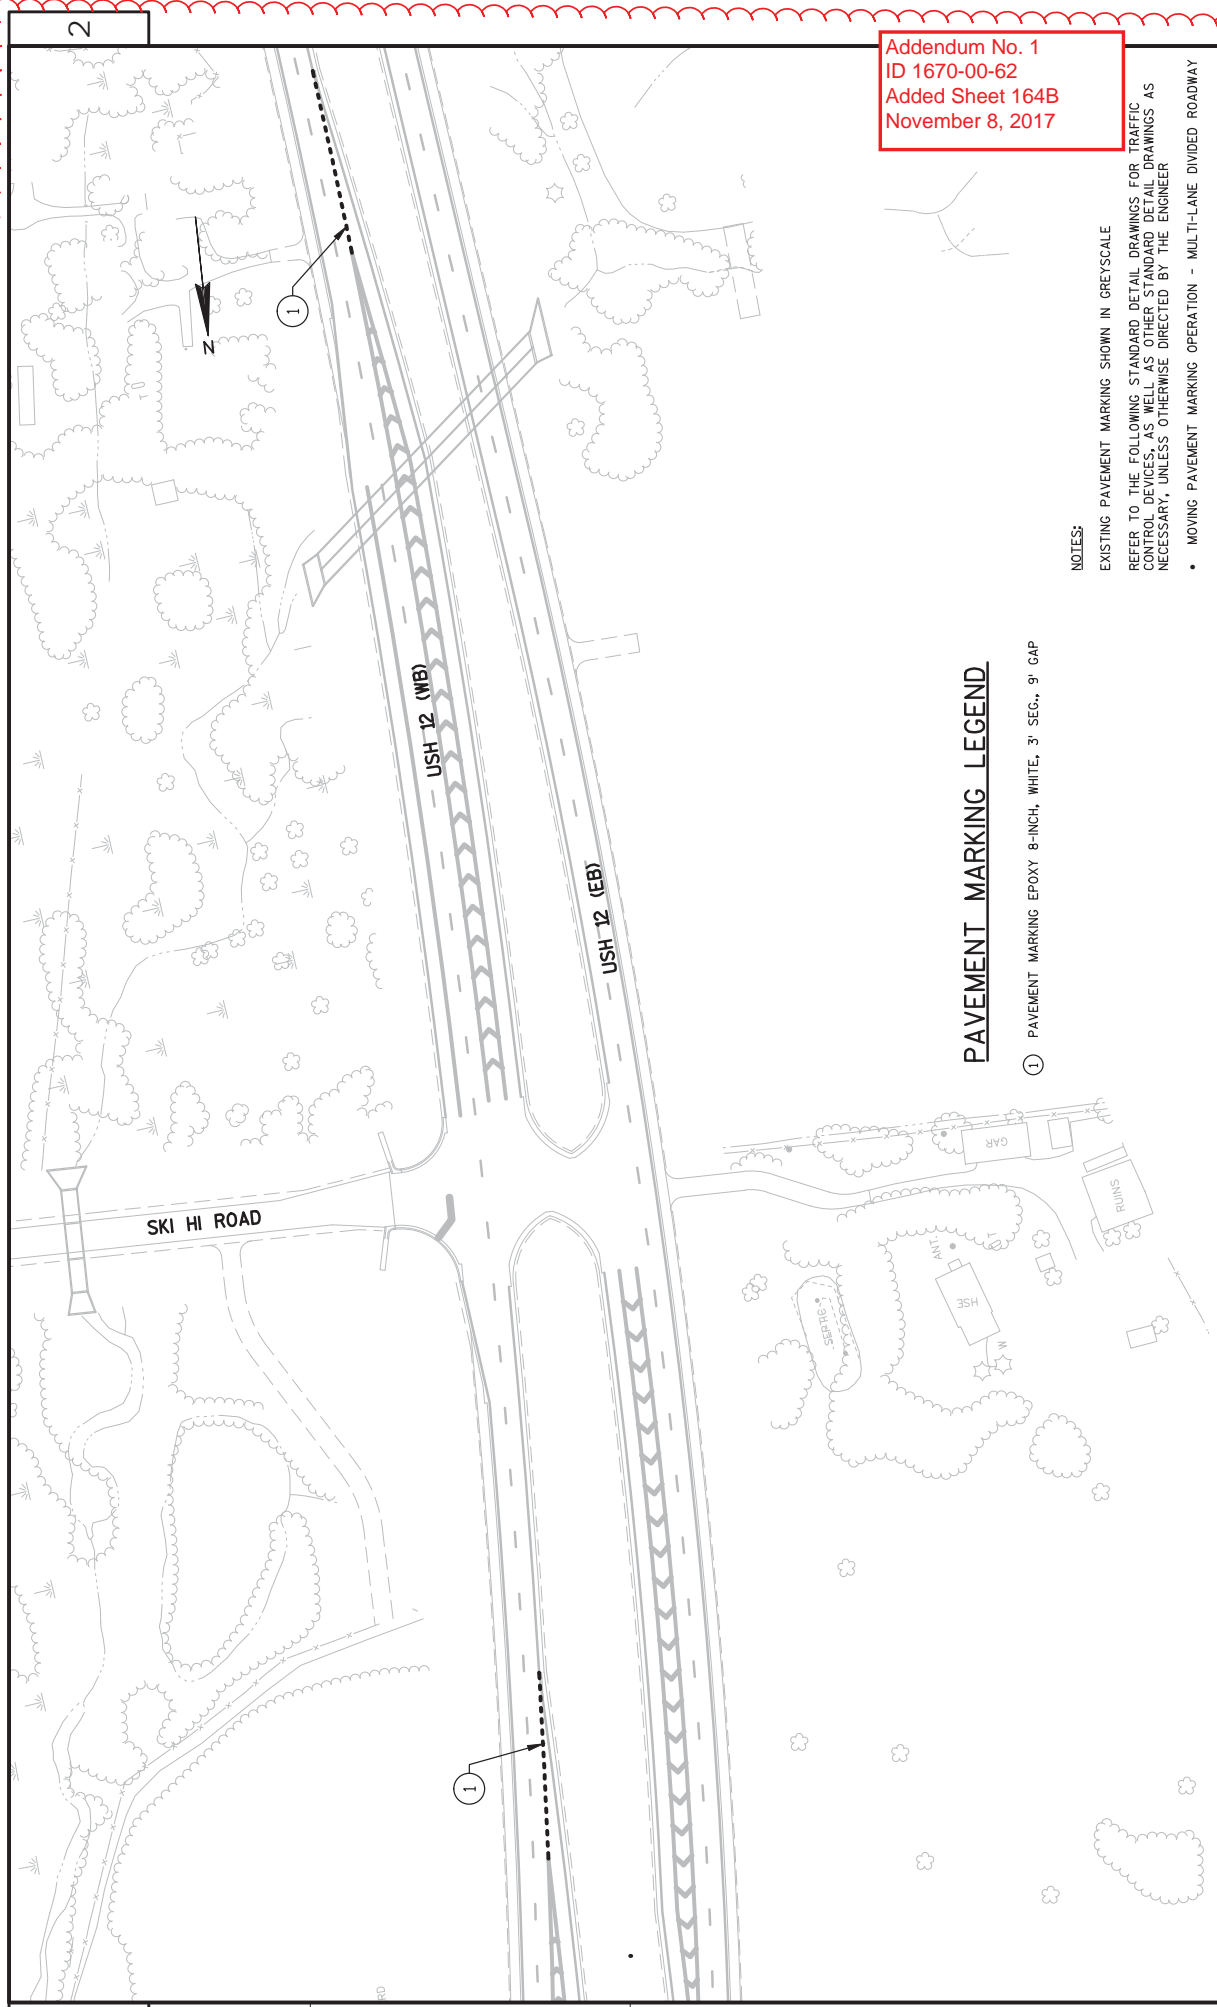 2
Addendum No. 1
ID 1670-00-62
Added Sheet 164B
November 8, 2017
1
N
USH 12 (WB)
USH 12 (EB)
SKI HI ROAD
1
NOTES:
EXISTING PAVEMENT MARKING SHOWN IN GREYSCALE
REFER TO THE FOLLOWING STANDARD DETAIL DRAWINGS FOR TRAFFIC
CONTROL DEVICES, AS WELL AS OTHER STANDARD DETAIL DRAWINGS AS
NECESSARY, UNLESS OTHERWISE DIRECTED BY THE ENGINEER
• MOVING PAVEMENT MARKING OPERATION - MULTI-LANE DIVIDED ROADWAY
PAVEMENT MARKING LEGEND
1 PAVEMENT MARKING EPOXY 8-INCH, WHITE, 3' SEG., 9' GAP
GAR
RUINS
ANT.
HSE
W
SEPTIC
RD